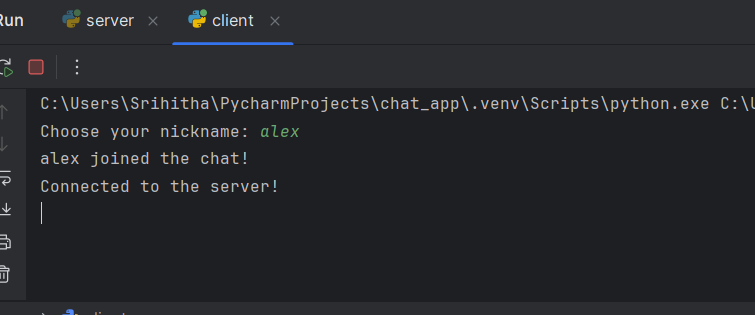 Run server client
C:\Users\Srihitha\PycharmProjects\chat_app\.venv\Scripts\python.exe C:\U
Choose your nickname: alex
alex joined the chat!
Connected to the server!